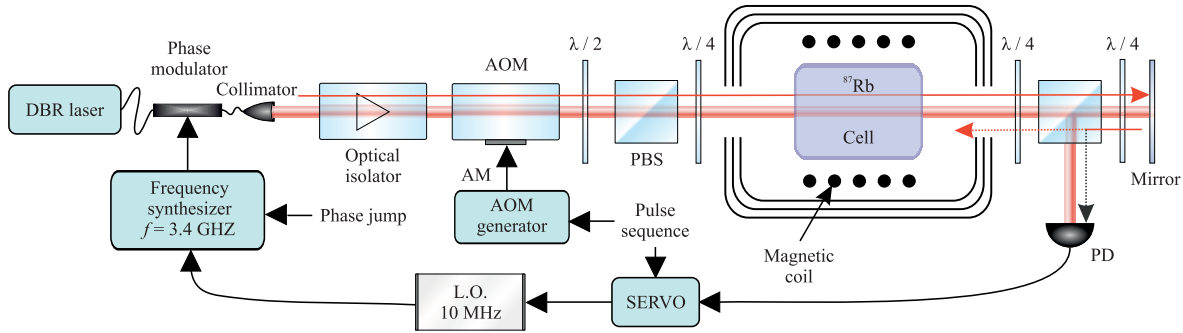 DBR laser
Phase
modulator
Collimator
Optical
isolator
AOM
λ / 2
PBS
λ / 4
⁸⁷Rb
Cell
λ / 4
λ / 4
Mirror
PD
Magnetic
coil
AM
AOM
generator
Pulse
sequence
Frequency
synthesizer
f = 3.4 GHZ
Phase jump
L.O.
10 MHz
SERVO